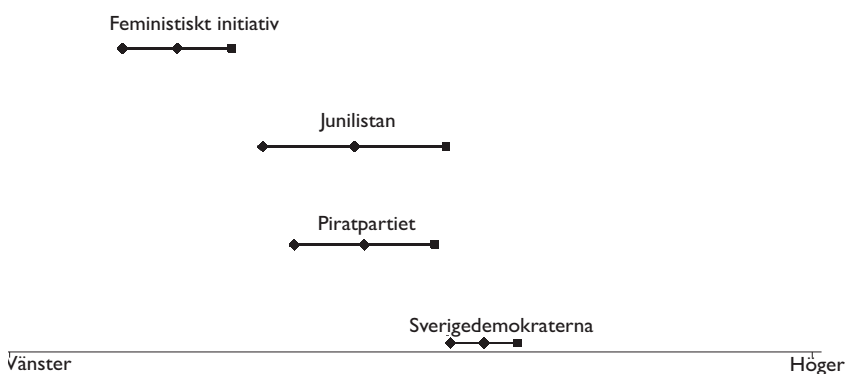 Feministiskt initiativ
Junilistan
Piratpartiet
Sverigedemokraterna
Vänster
Höger